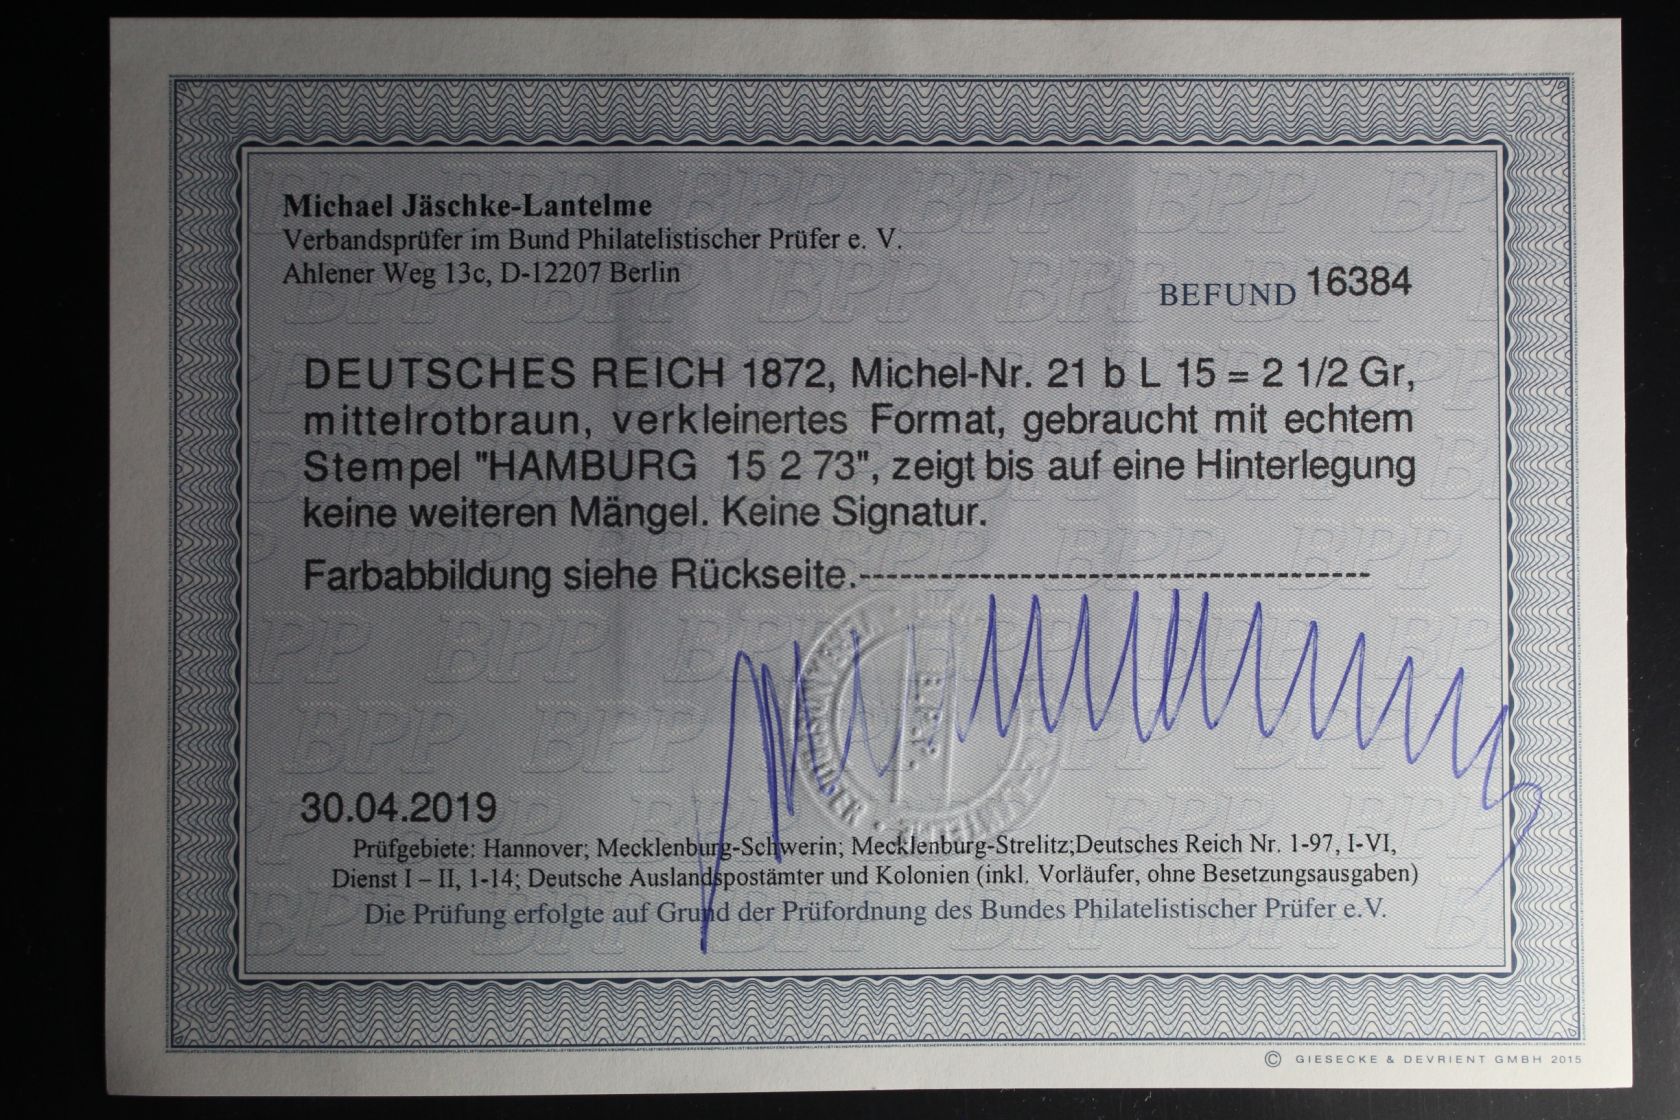 Michael Jäschke-Lantelme
Verbandsprüfer im Bund Philatelistischer Prüfer e. V.
Ahlener Weg 13c, D-12207 Berlin
BEFUND 16384
DEUTSCHES REICH 1872, Michel-Nr. 21 b L 15 = 2 1/2 Gr,
mittelrotbraun, verkleinertes Format, gebraucht mit echtem
Stempel "HAMBURG 15 2 73", zeigt bis auf eine Hinterlegung
keine weiteren Mängel. Keine Signatur.
Farbabbildung siehe Rückseite.--------------------------------------
30.04.2019
Prüfgebiete: Hannover; Mecklenburg-Schwerin; Mecklenburg-Strelitz;Deutsches Reich Nr. 1-97, I-VI,
Dienst I – II, 1-14; Deutsche Auslandspostämter und Kolonien (inkl. Vorläufer, ohne Besetzungsausgaben)
Die Prüfung erfolgte auf Grund der Prüfordnung des Bundes Philatelistischer Prüfer e.V.
© GIESECKE & DEVRIENT GMBH 2015